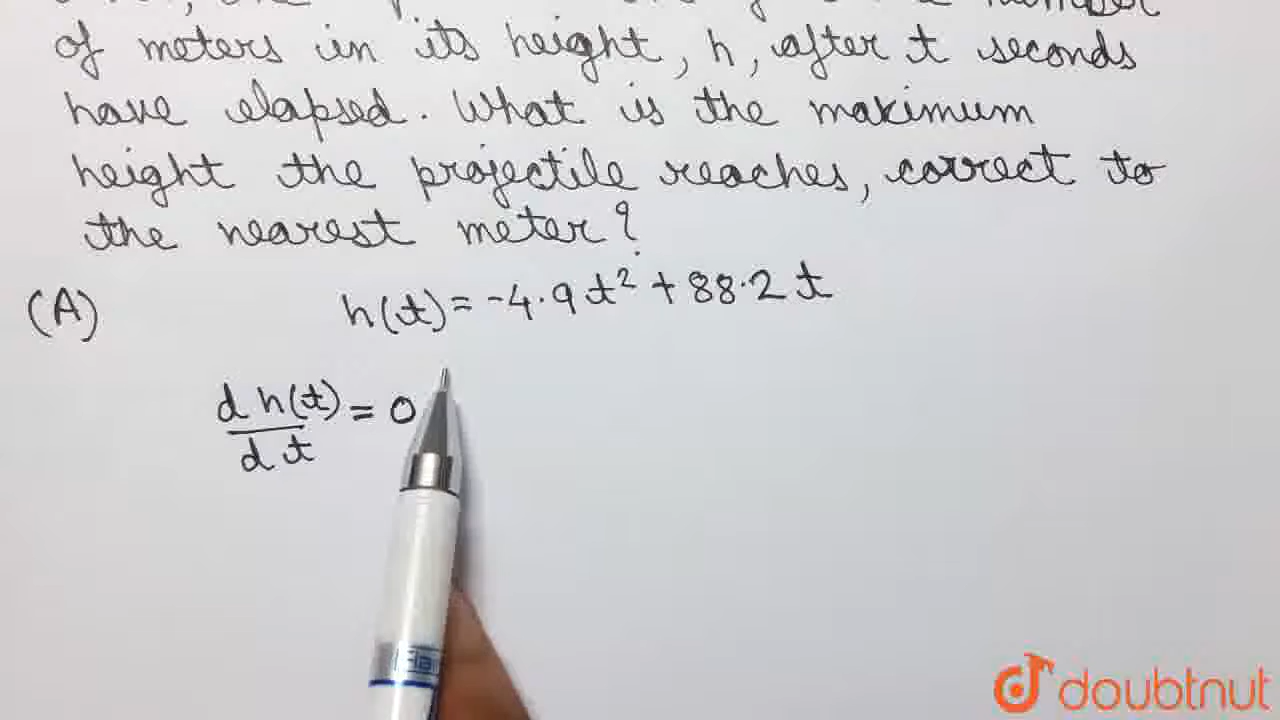 of meters in its height, h, after t seconds
have elapsed. What is the maximum
height the projectile reaches, correct to
the nearest meter?
(A) h(t) = -4.9t² + 88.2t
d h(t)/dt = 0
doubtnut